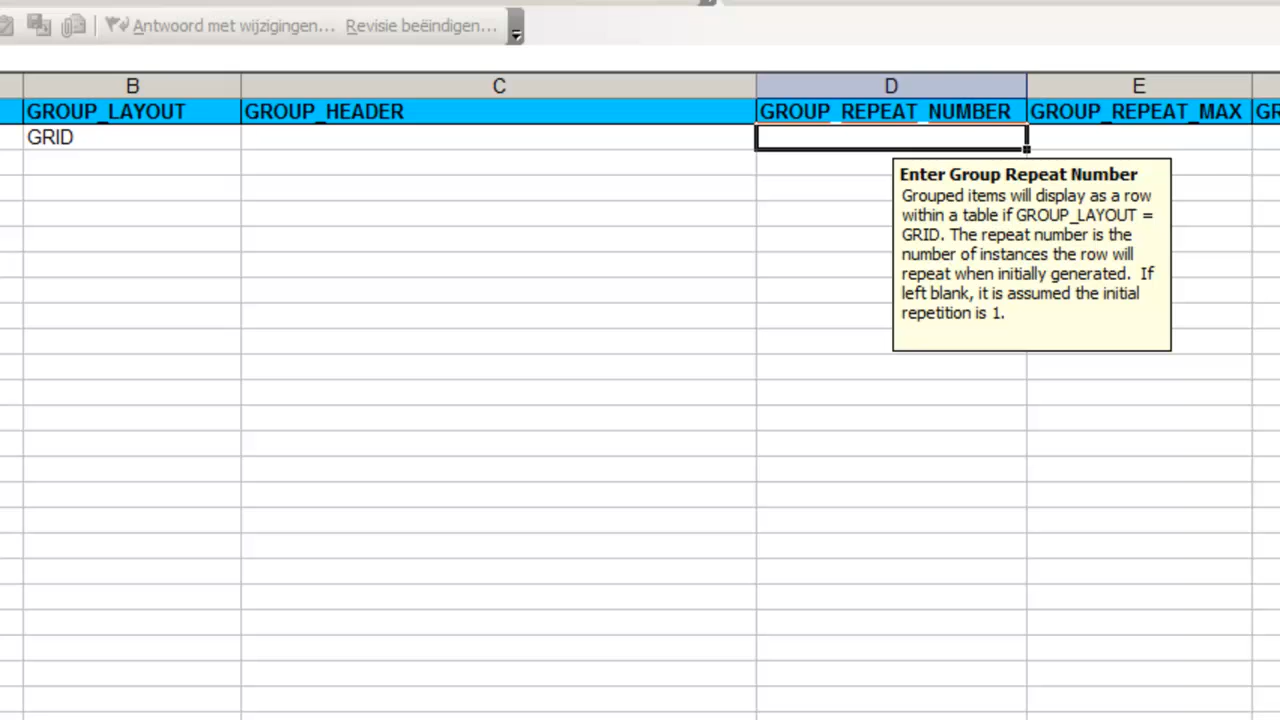 Antwoord met wijzigingen... Revisie beëindigen...
B C D E
GROUP_LAYOUT GROUP_HEADER GROUP_REPEAT_NUMBER GROUP_REPEAT_MAX GR
GRID
Enter Group Repeat Number
Grouped items will display as a row
within a table if GROUP_LAYOUT =
GRID. The repeat number is the
number of instances the row will
repeat when initially generated. If
left blank, it is assumed the initial
repetition is 1.